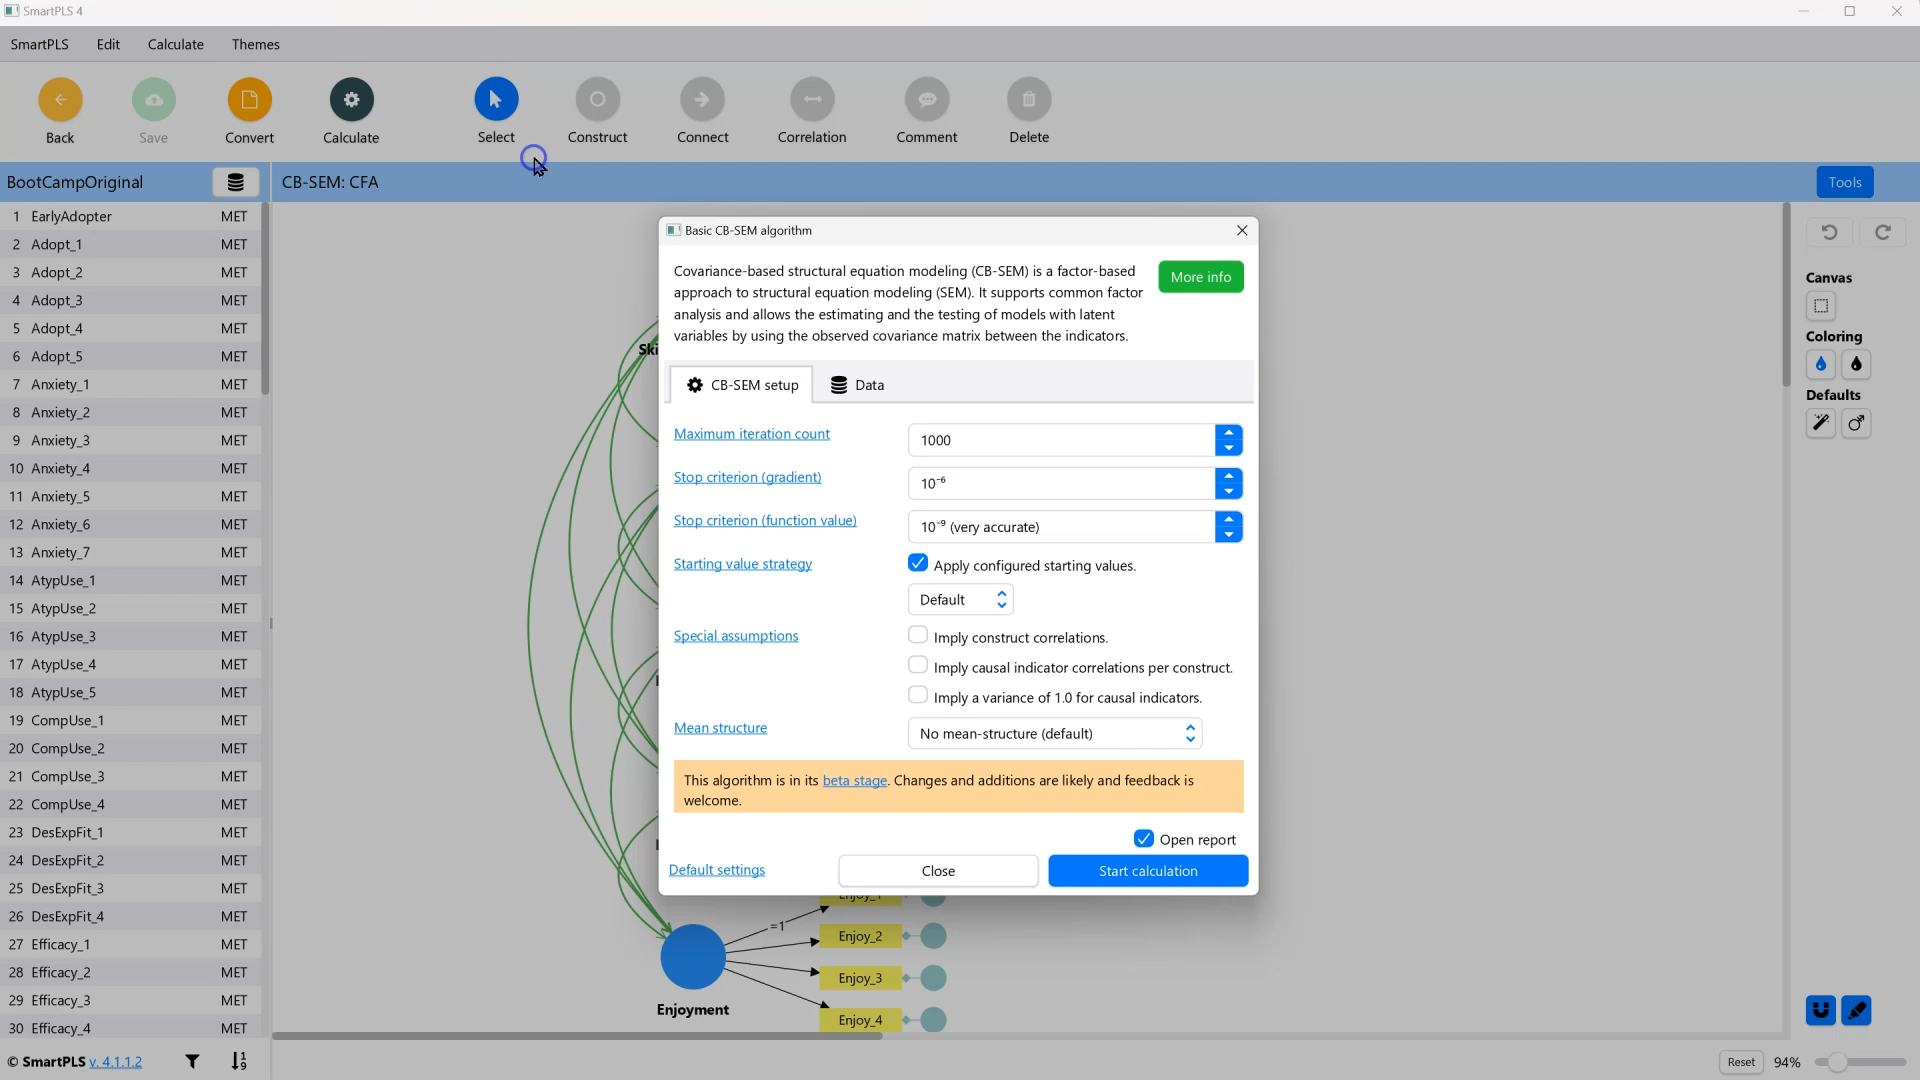 SmartPLS 4
SmartPLS Edit Calculate Themes
Back Save Convert Calculate Select Construct Connect Correlation Comment Delete
BootCampOriginal
CB-SEM: CFA
Tools
1 EarlyAdopter MET
2 Adopt_1 MET
3 Adopt_2 MET
4 Adopt_3 MET
5 Adopt_4 MET
6 Adopt_5 MET
7 Anxiety_1 MET
8 Anxiety_2 MET
9 Anxiety_3 MET
10 Anxiety_4 MET
11 Anxiety_5 MET
12 Anxiety_6 MET
13 Anxiety_7 MET
14 AtypUse_1 MET
15 AtypUse_2 MET
16 AtypUse_3 MET
17 AtypUse_4 MET
18 AtypUse_5 MET
19 CompUse_1 MET
20 CompUse_2 MET
21 CompUse_3 MET
22 CompUse_4 MET
23 DesExpFit_1 MET
24 DesExpFit_2 MET
25 DesExpFit_3 MET
26 DesExpFit_4 MET
27 Efficacy_1 MET
28 Efficacy_2 MET
29 Efficacy_3 MET
30 Efficacy_4 MET
© SmartPLS v. 4.1.1.2
Ski
Basic CB-SEM algorithm
Covariance-based structural equation modeling (CB-SEM) is a factor-based
approach to structural equation modeling (SEM). It supports common factor
analysis and allows the estimating and the testing of models with latent
variables by using the observed covariance matrix between the indicators.
More info
CB-SEM setup Data
Maximum iteration count 1000
Stop criterion (gradient) 10⁻⁶
Stop criterion (function value) 10⁻⁹ (very accurate)
Starting value strategy Apply configured starting values.
Default
Special assumptions Imply construct correlations.
Imply causal indicator correlations per construct.
Imply a variance of 1.0 for causal indicators.
Mean structure No mean-structure (default)
This algorithm is in its beta stage. Changes and additions are likely and feedback is
welcome.
Open report
Default settings Close Start calculation
Enjoy_1
=1
Enjoy_2
Enjoy_3
Enjoy_4
Enjoyment
Canvas
Coloring
Defaults
Reset 94%